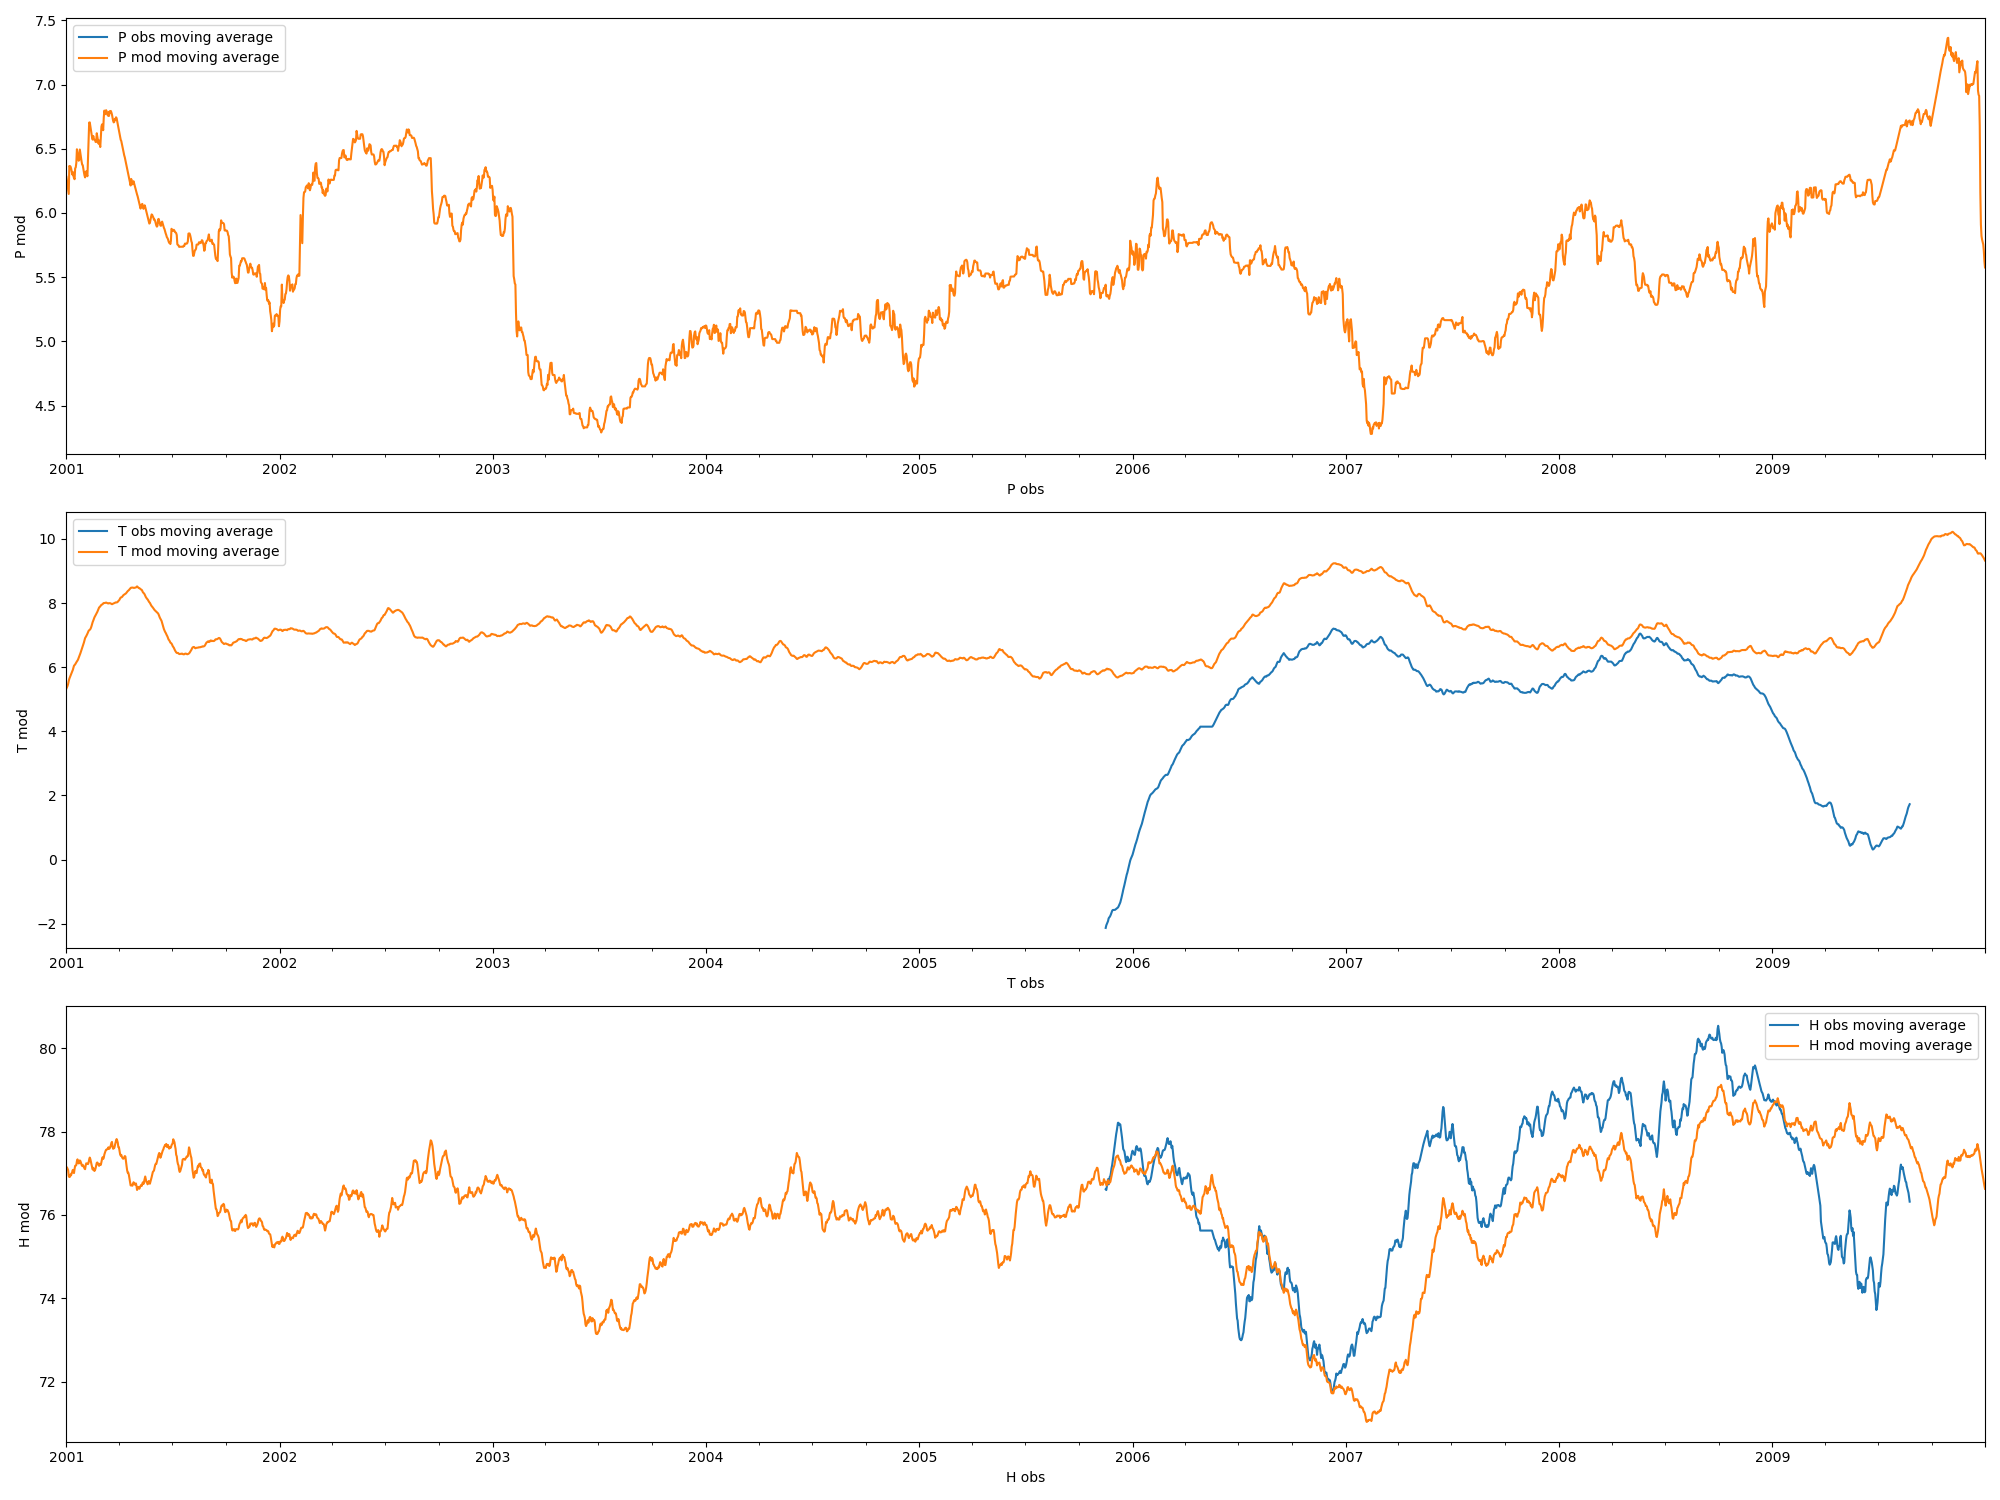 P obs moving average
P mod moving average
7.5
7.0
6.5
6.0
5.5
5.0
4.5
P mod
2001 2002 2003 2004 2005 2006 2007 2008 2009
P obs
T obs moving average
T mod moving average
10
8
6
4
2
0
−2
T mod
2001 2002 2003 2004 2005 2006 2007 2008 2009
T obs
H obs moving average
H mod moving average
80
78
76
74
72
H mod
2001 2002 2003 2004 2005 2006 2007 2008 2009
H obs